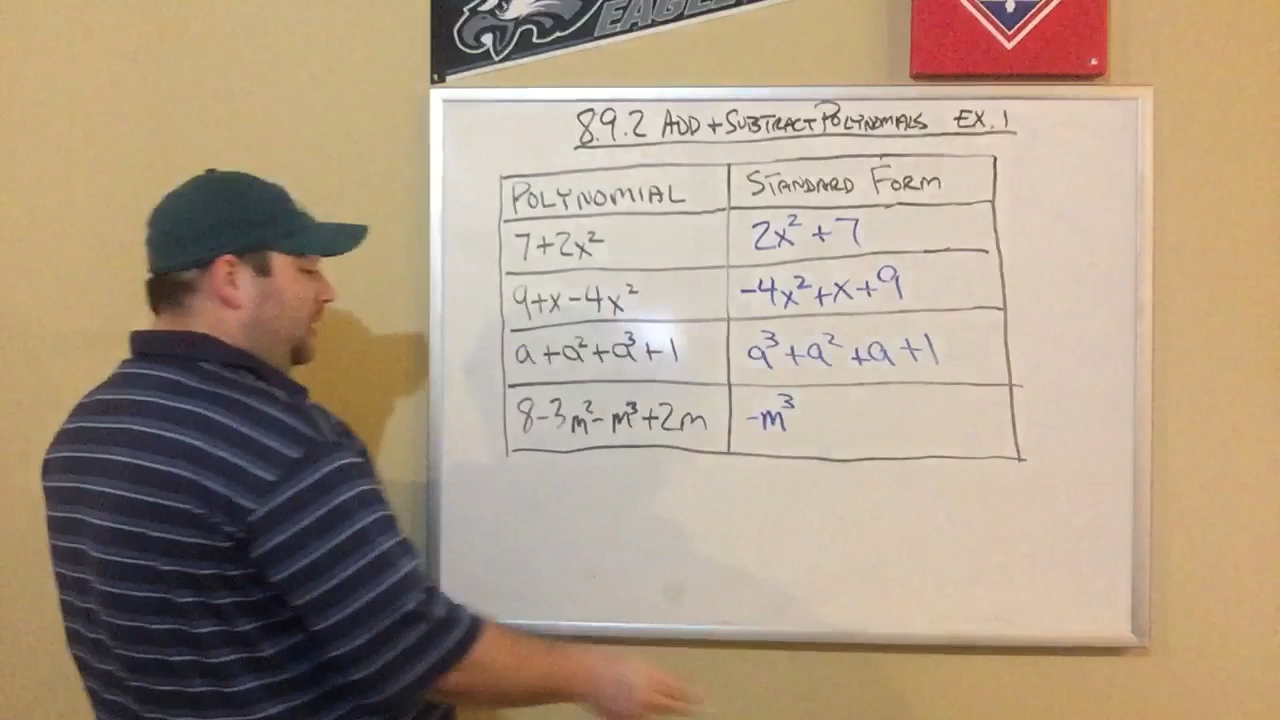 EAGLES
8.9.2 ADD + SUBTRACT POLYNOMIALS EX. 1
POLYNOMIAL STANDARD FORM
7+2x² 2x²+7
9+x-4x² -4x²+x+9
a+a²+a³+1 a³+a²+a+1
8-3m²-m³+2m -m³